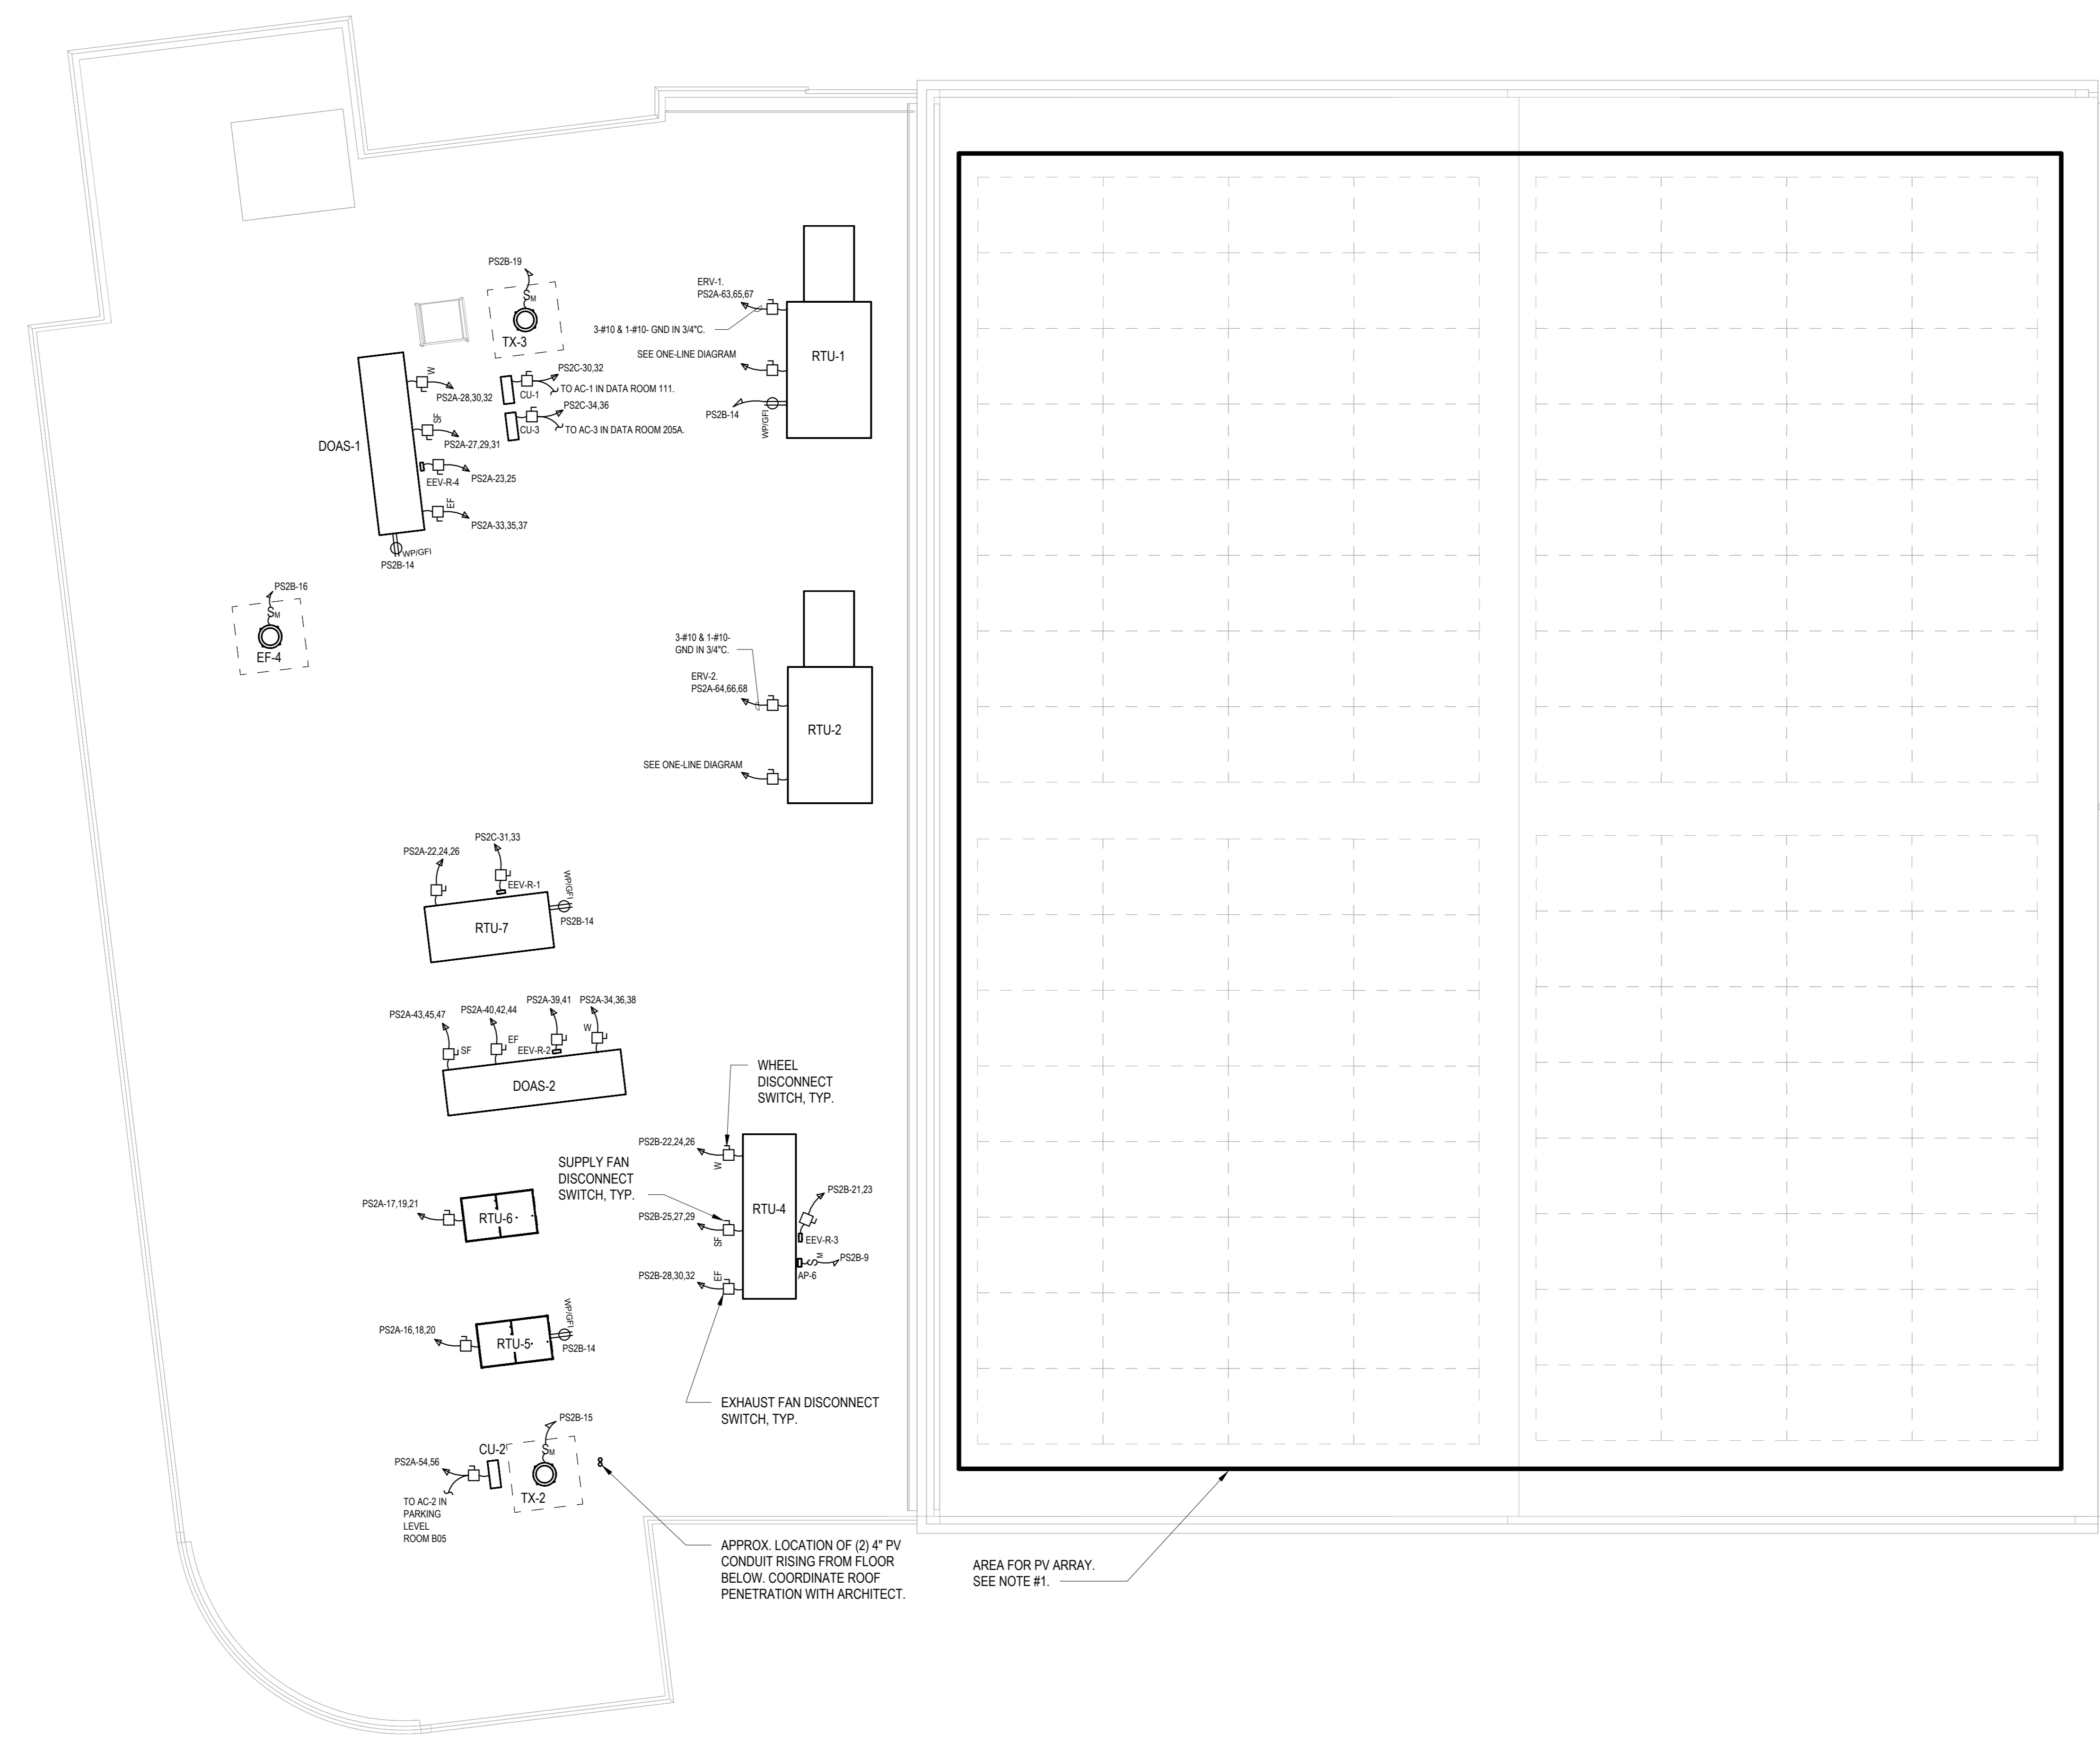 PS2B-19
SM
TX-3
ERV-1.
PS2A-63,65,67
3-#10 & 1-#10- GND IN 3/4"C.
SEE ONE-LINE DIAGRAM
RTU-1
PS2B-14
WP/GFI
W
PS2A-28,30,32
SF
PS2A-27,29,31
DOAS-1
EEV-R-4
PS2A-23,25
EF
PS2A-33,35,37
WP/GFI
PS2B-14
PS2C-30,32
CU-1
TO AC-1 IN DATA ROOM 111.
PS2C-34,36
CU-3
TO AC-3 IN DATA ROOM 205A.
PS2B-16
SM
EF-4
3-#10 & 1-#10-
GND IN 3/4"C.
ERV-2.
PS2A-64,66,68
RTU-2
SEE ONE-LINE DIAGRAM
PS2C-31,33
PS2A-22,24,26
EEV-R-1
WP/GFI
PS2B-14
RTU-7
PS2A-43,45,47
PS2A-40,42,44
PS2A-39,41
PS2A-34,36,38
SF
EF
EEV-R-2
W
DOAS-2
WHEEL
DISCONNECT
SWITCH, TYP.
PS2B-22,24,26
W
SUPPLY FAN
DISCONNECT
SWITCH, TYP.
PS2B-25,27,29
SF
RTU-4
PS2B-21,23
EEV-R-3
SM
PS2B-9
AP-6
PS2B-28,30,32
EF
PS2A-17,19,21
RTU-6
PS2A-16,18,20
RTU-5
WP/GFI
PS2B-14
EXHAUST FAN DISCONNECT
SWITCH, TYP.
PS2B-15
SM
CU-2
PS2A-54,56
TX-2
TO AC-2 IN
PARKING
LEVEL
ROOM B05
APPROX. LOCATION OF (2) 4" PV
CONDUIT RISING FROM FLOOR
BELOW. COORDINATE ROOF
PENETRATION WITH ARCHITECT.
AREA FOR PV ARRAY.
SEE NOTE #1.